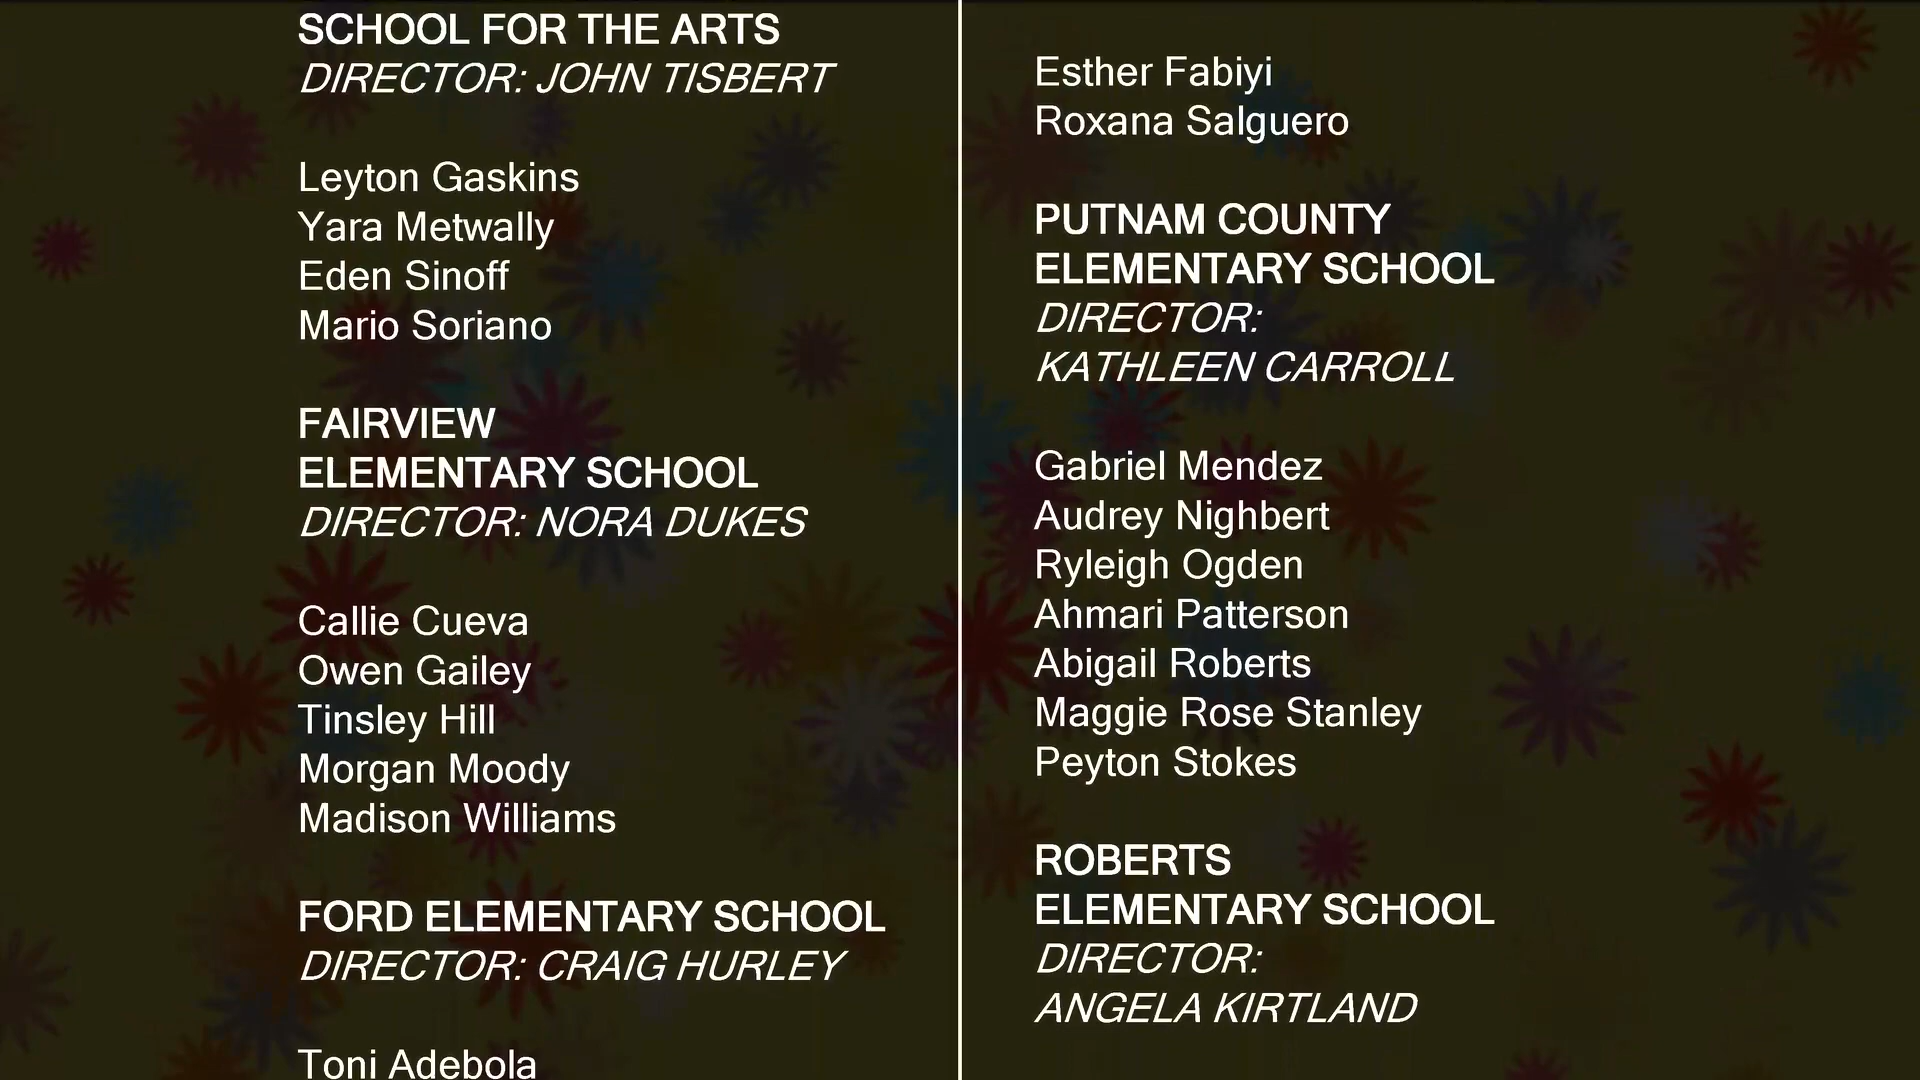 SCHOOL FOR THE ARTS
DIRECTOR: JOHN TISBERT
Leyton Gaskins
Yara Metwally
Eden Sinoff
Mario Soriano
FAIRVIEW
ELEMENTARY SCHOOL
DIRECTOR: NORA DUKES
Callie Cueva
Owen Gailey
Tinsley Hill
Morgan Moody
Madison Williams
FORD ELEMENTARY SCHOOL
DIRECTOR: CRAIG HURLEY
Toni Adebola
Esther Fabiyi
Roxana Salguero
PUTNAM COUNTY
ELEMENTARY SCHOOL
DIRECTOR:
KATHLEEN CARROLL
Gabriel Mendez
Audrey Nighbert
Ryleigh Ogden
Ahmari Patterson
Abigail Roberts
Maggie Rose Stanley
Peyton Stokes
ROBERTS
ELEMENTARY SCHOOL
DIRECTOR:
ANGELA KIRTLAND